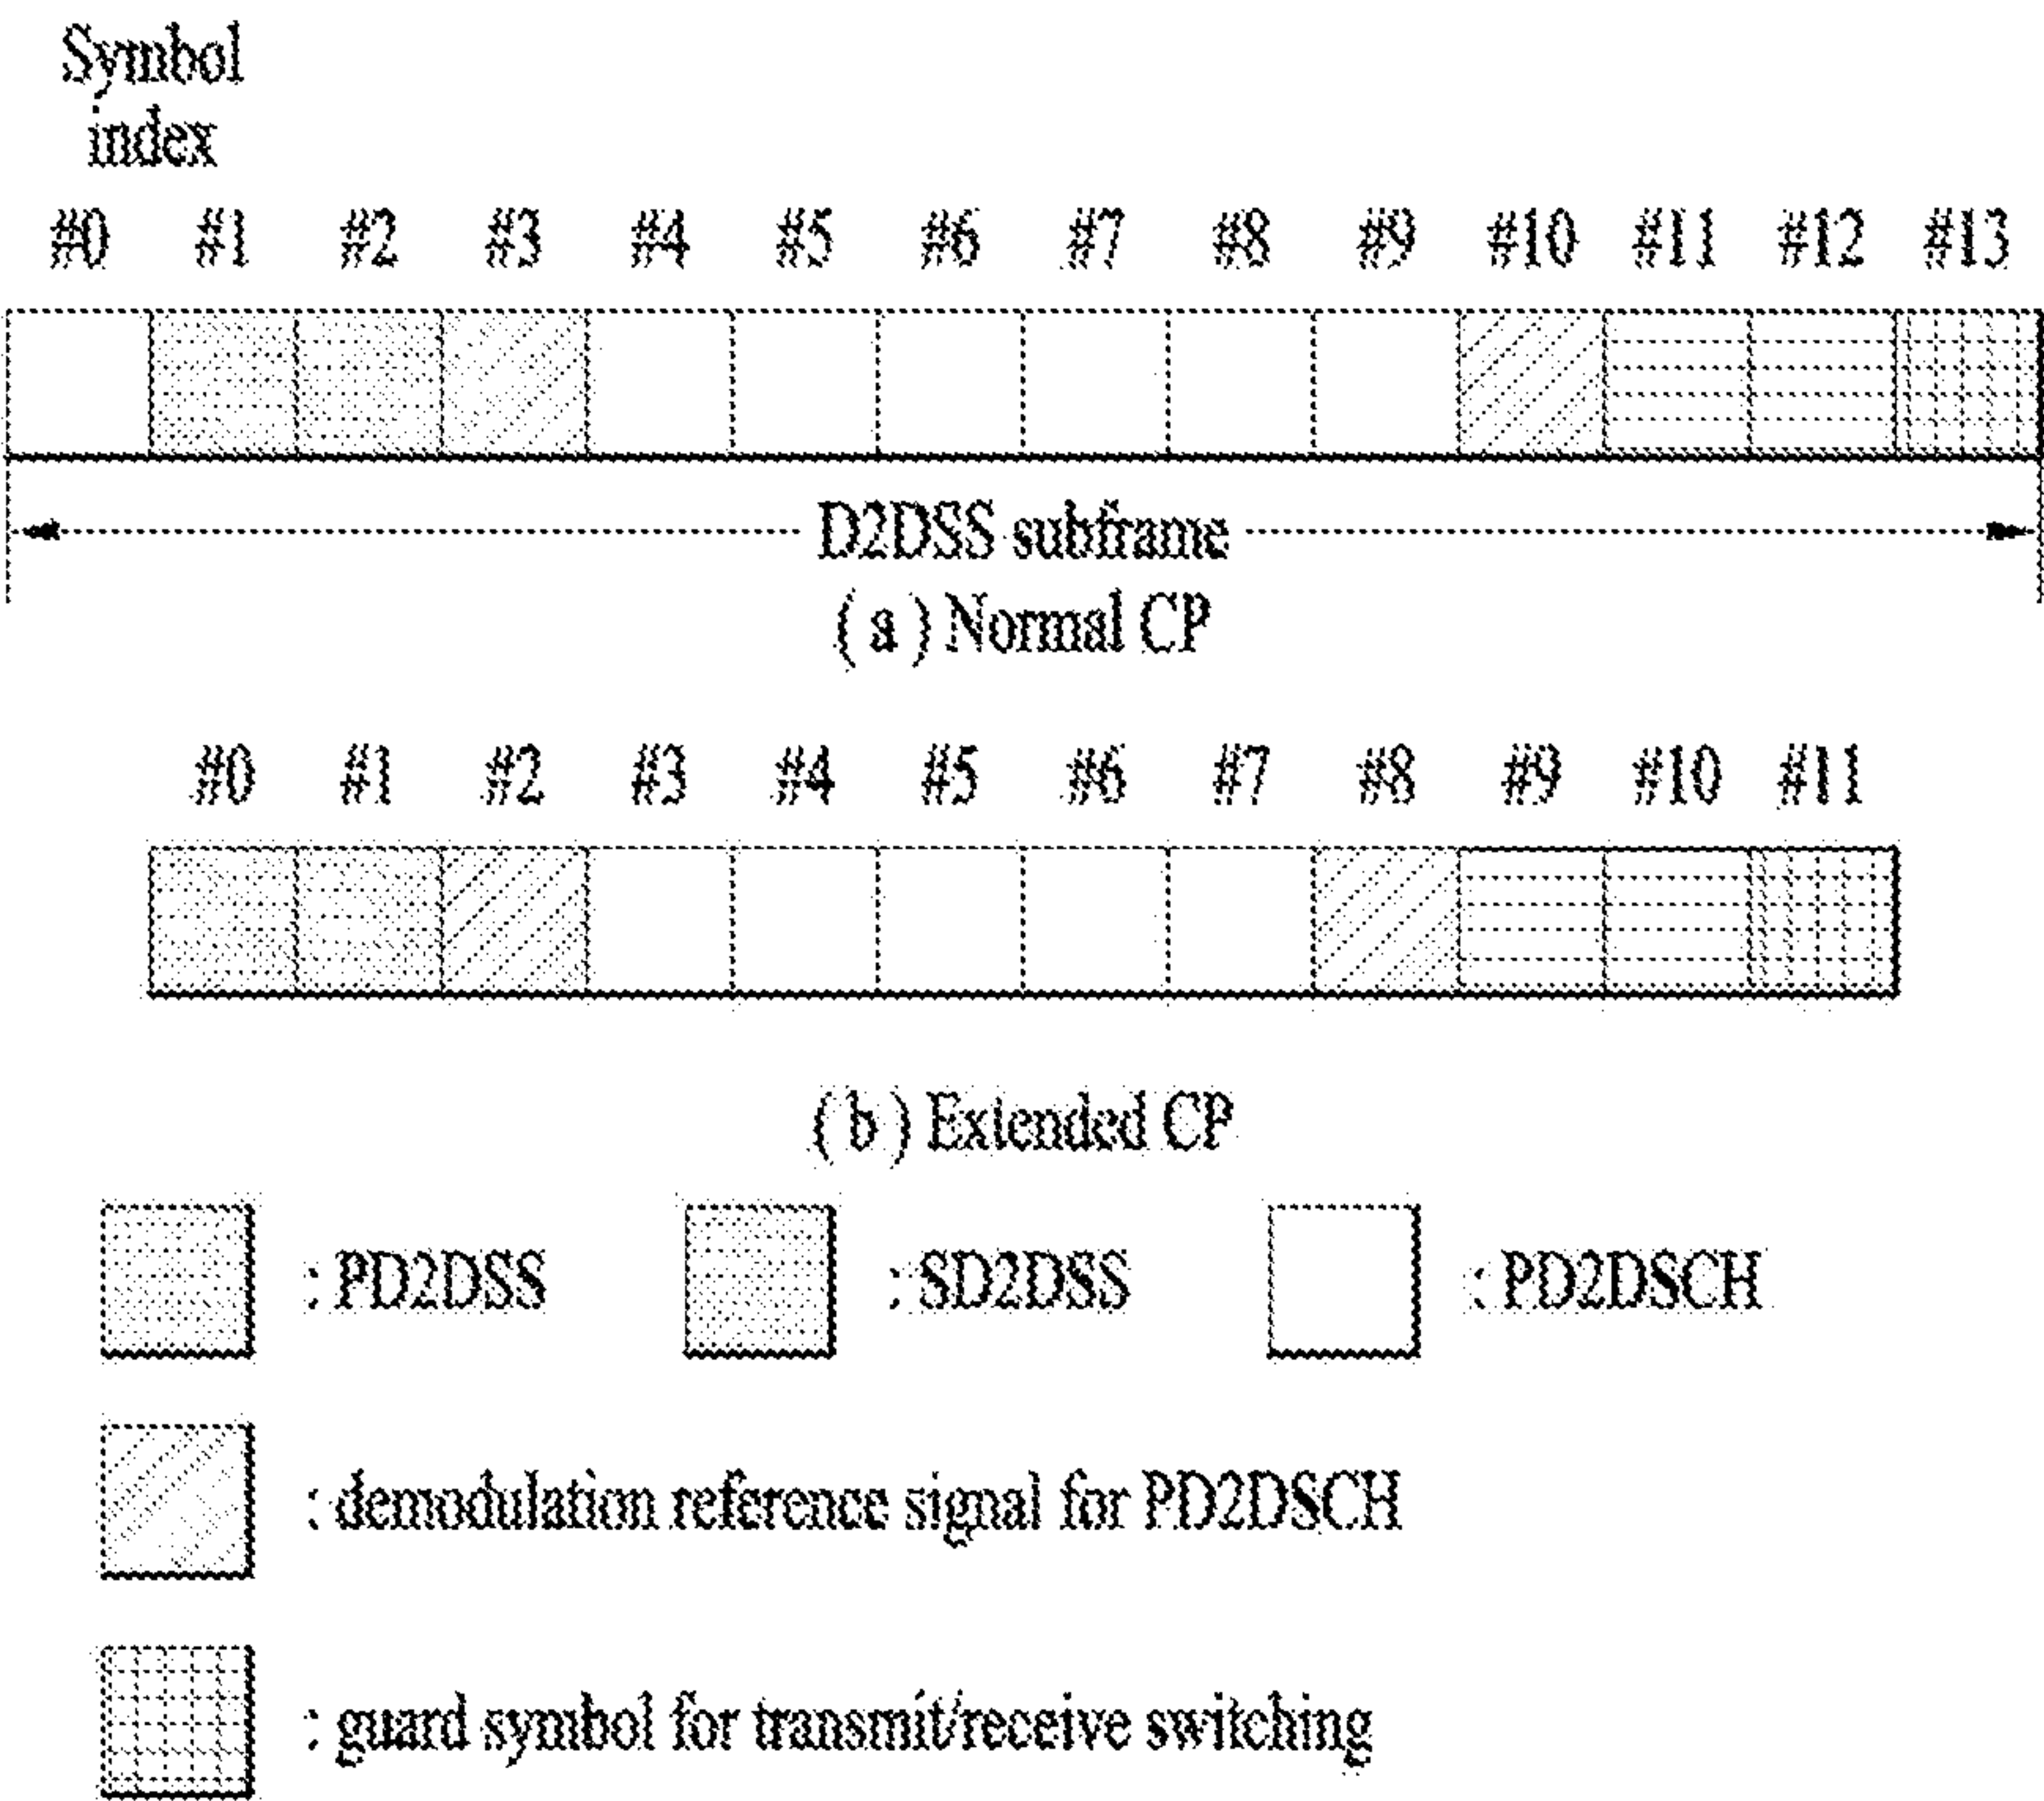 Symbol
index
#0 #1 #2 #3 #4 #5 #6 #7 #8 #9 #10 #11 #12 #13
D2DSS subframe
(a) Normal CP
#0 #1 #2 #3 #4 #5 #6 #7 #8 #9 #10 #11
(b) Extended CP
: PD2DSS : SD2DSS : PD2DSCH
: demodulation reference signal for PD2DSCH
: guard symbol for transmit/receive switching